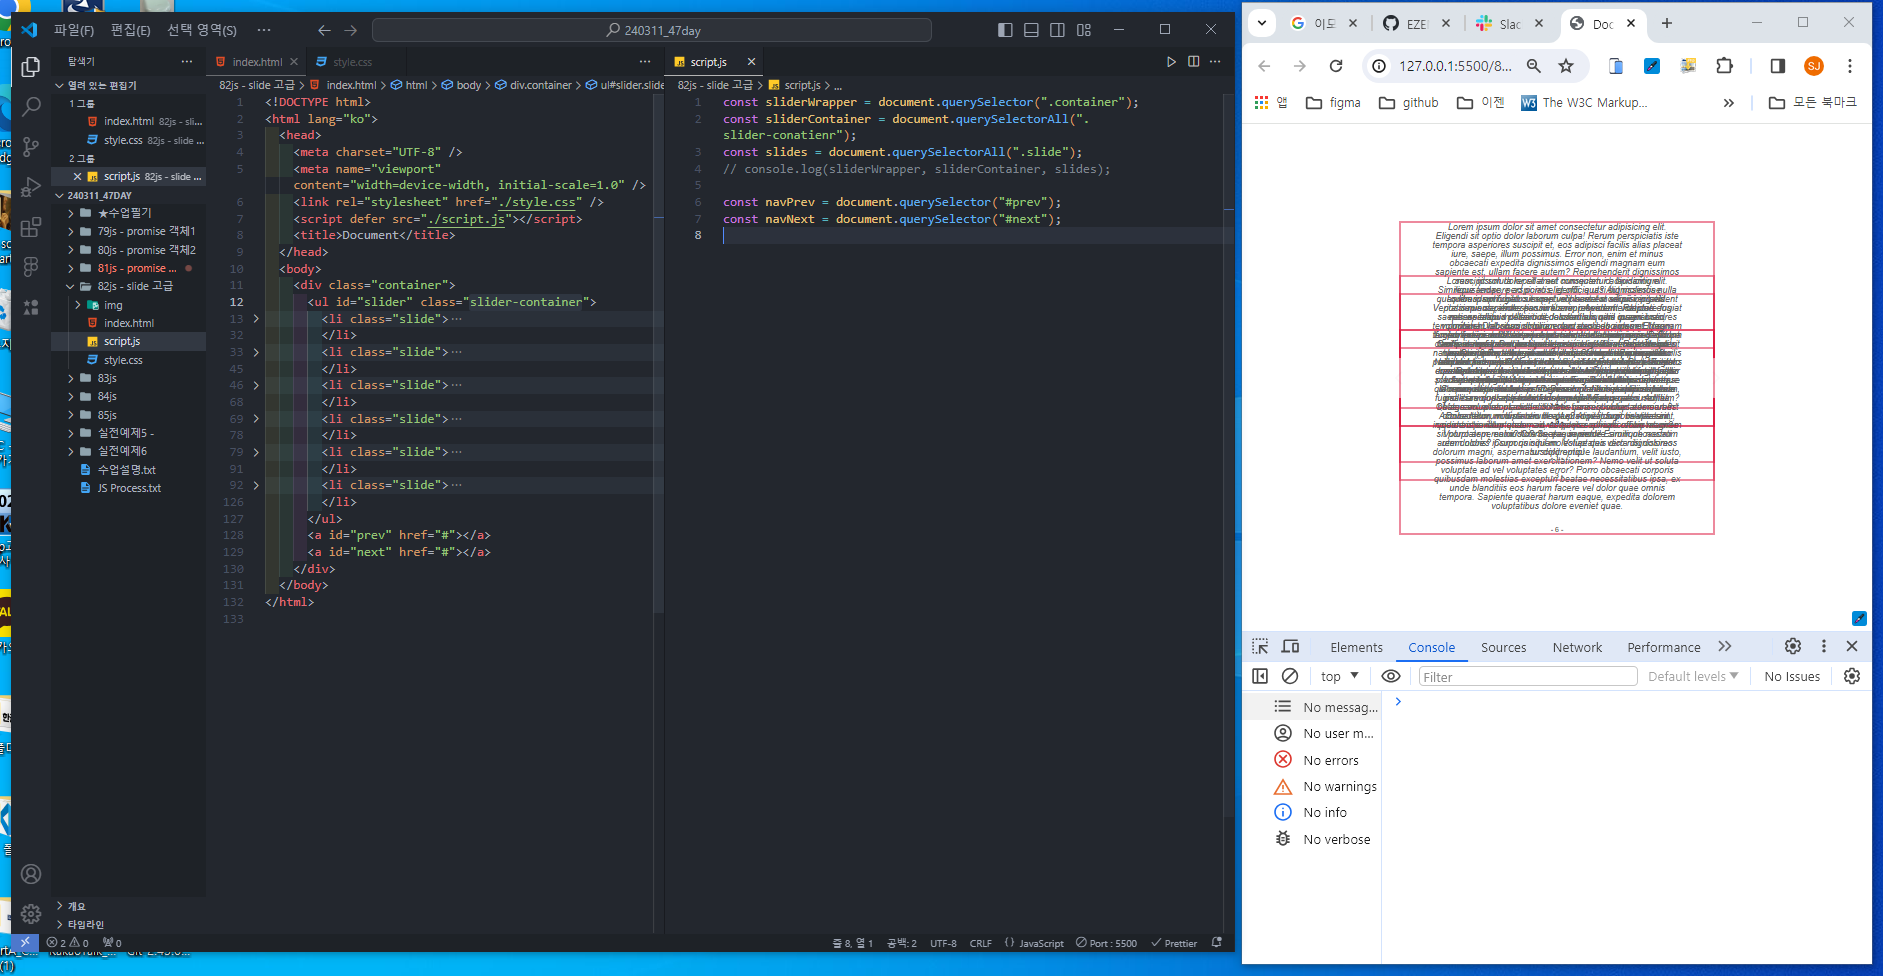 파일(F) 편집(E) 선택 영역(S) ··· 240311_47day
탐색기 ···
열려 있는 편집기
1 그룹
index.html 82js - sli...
style.css 82js - slide ...
2 그룹
script.js 82js - slide ...
240311_47DAY
★수업필기
79js - promise 객체1
80js - promise 객체2
81js - promise ...
82js - slide 고급
img
index.html
script.js
style.css
83js
84js
85js
실전예제5 -
실전예제6
수업설명.txt
JS Process.txt
개요
타임라인
index.html style.css ···
82js - slide 고급 > index.html > html > body > div.container > ul#slider.slide
1 <!DOCTYPE html>
2 <html lang="ko">
3 <head>
4 <meta charset="UTF-8" />
5 <meta name="viewport"
content="width=device-width, initial-scale=1.0" />
6 <link rel="stylesheet" href="./style.css" />
7 <script defer src="./script.js"></script>
8 <title>Document</title>
9 </head>
10 <body>
11 <div class="container">
12 <ul id="slider" class="slider-container">
13 <li class="slide">···
32 </li>
33 <li class="slide">···
45 </li>
46 <li class="slide">···
68 </li>
69 <li class="slide">···
78 </li>
79 <li class="slide">···
91 </li>
92 <li class="slide">···
126 </li>
127 </ul>
128 <a id="prev" href="#"></a>
129 <a id="next" href="#"></a>
130 </div>
131 </body>
132 </html>
133
script.js
82js - slide 고급 > script.js > ...
1 const sliderWrapper = document.querySelector(".container");
2 const sliderContainer = document.querySelectorAll(".
slider-conatienr");
3 const slides = document.querySelectorAll(".slide");
4 // console.log(sliderWrapper, sliderContainer, slides);
5
6 const navPrev = document.querySelector("#prev");
7 const navNext = document.querySelector("#next");
8
2 0 0 줄 8, 열 1 공백: 2 UTF-8 CRLF JavaScript Port : 5500 Prettier
이모 EZEI Slac Doc
127.0.0.1:5500/8... SJ
앱 figma github 이젠 W3 The W3C Markup... 모든 북마크
Lorem ipsum dolor sit amet consectetur adipisicing elit.
Eligendi sit optio dolor laborum culpa! Rerum perspiciatis iste
tempora asperiores suscipit et, eos adipisci facilis alias placeat
iure, saepe, illum possimus. Error non, enim et minus
obcaecati expedita dignissimos eligendi magnam eum
sapiente est, ullam facere autem? Reprehenderit dignissimos
dolorum magni, aspernatur
laudantium, velit iusto,
possimus laborum amet exercitationem? Nemo velit ut soluta
voluptate ad vel voluptates error? Porro obcaecati corporis
quibusdam molestias excepturi beatae necessitatibus ipsa, ex
unde blanditiis eos harum facere vel dolor quae omnis
tempora. Sapiente quaerat harum eaque, expedita dolorem
voluptatibus dolore eveniet quae.
- 6 -
Elements Console Sources Network Performance
top Filter Default levels No Issues
No messag...
No user m...
No errors
No warnings
No info
No verbose